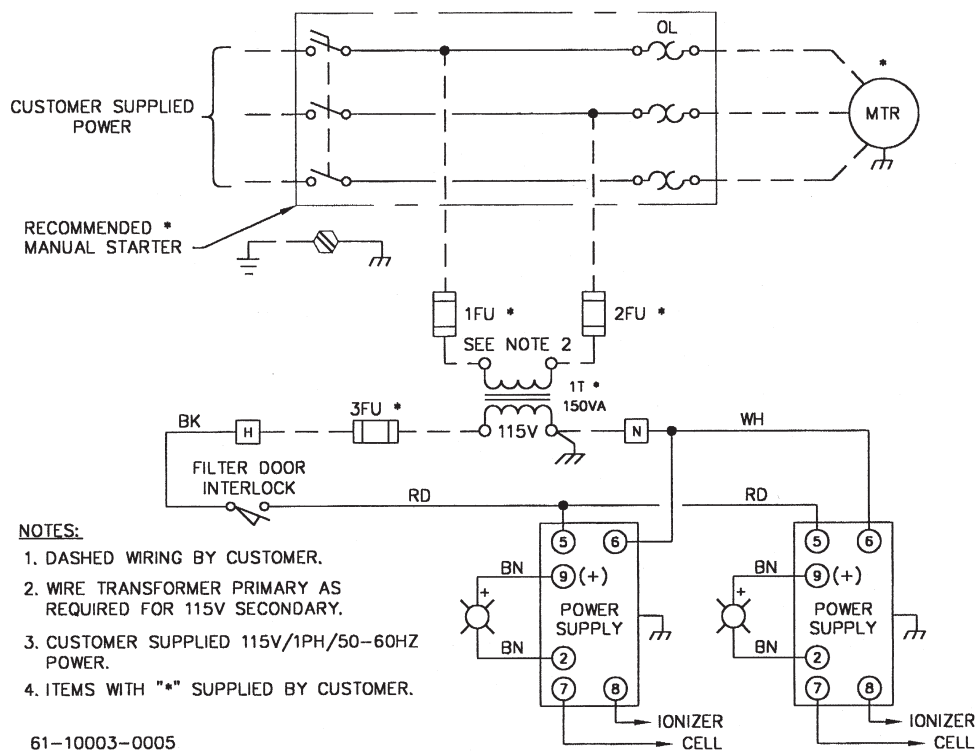 OL
*
CUSTOMER SUPPLIED
POWER
MTR
RECOMMENDED *
MANUAL STARTER
1FU *
2FU *
SEE NOTE 2
1T *
150VA
3FU *
BK
H
115V
N
WH
FILTER DOOR
INTERLOCK
RD
RD
NOTES:
1. DASHED WIRING BY CUSTOMER.
2. WIRE TRANSFORMER PRIMARY AS
REQUIRED FOR 115V SECONDARY.
3. CUSTOMER SUPPLIED 115V/1PH/50-60HZ
POWER.
4. ITEMS WITH "*" SUPPLIED BY CUSTOMER.
5
6
BN
9 (+)
+
POWER
SUPPLY
BN
2
7
8
IONIZER
CELL
5
6
BN
9 (+)
+
POWER
SUPPLY
BN
2
7
8
IONIZER
CELL
61-10003-0005